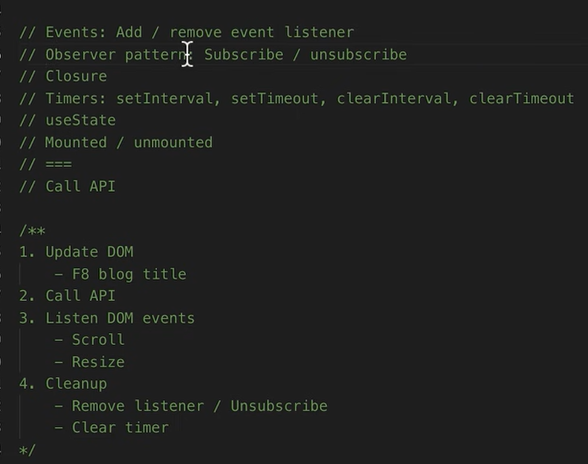 // Events: Add / remove event listener
// Observer pattern: Subscribe / unsubscribe
// Closure
// Timers: setInterval, setTimeout, clearInterval, clearTimeout
// useState
// Mounted / unmounted
// ===
// Call API
/**
1. Update DOM
- F8 blog title
2. Call API
3. Listen DOM events
- Scroll
- Resize
4. Cleanup
- Remove listener / Unsubscribe
- Clear timer
*/